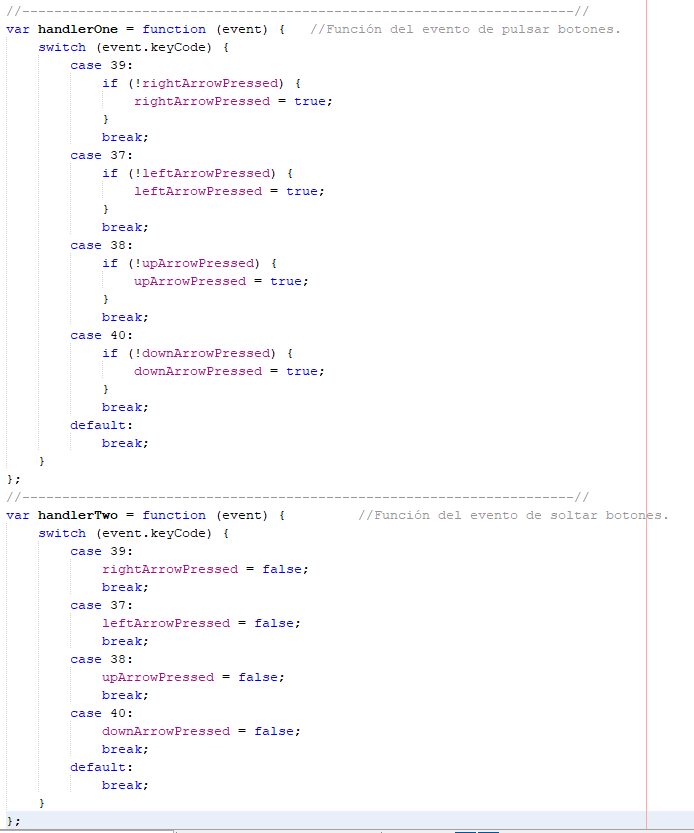 //---------------------------------------------------------------------//
var handlerOne = function (event) {   //Función del evento de pulsar botones.
    switch (event.keyCode) {
        case 39:
            if (!rightArrowPressed) {
                rightArrowPressed = true;
            }
            break;
        case 37:
            if (!leftArrowPressed) {
                leftArrowPressed = true;
            }
            break;
        case 38:
            if (!upArrowPressed) {
                upArrowPressed = true;
            }
            break;
        case 40:
            if (!downArrowPressed) {
                downArrowPressed = true;
            }
            break;
        default:
            break;
    }
};
//---------------------------------------------------------------------//
var handlerTwo = function (event) {         //Función del evento de soltar botones.
    switch (event.keyCode) {
        case 39:
            rightArrowPressed = false;
            break;
        case 37:
            leftArrowPressed = false;
            break;
        case 38:
            upArrowPressed = false;
            break;
        case 40:
            downArrowPressed = false;
            break;
        default:
            break;
    }
};